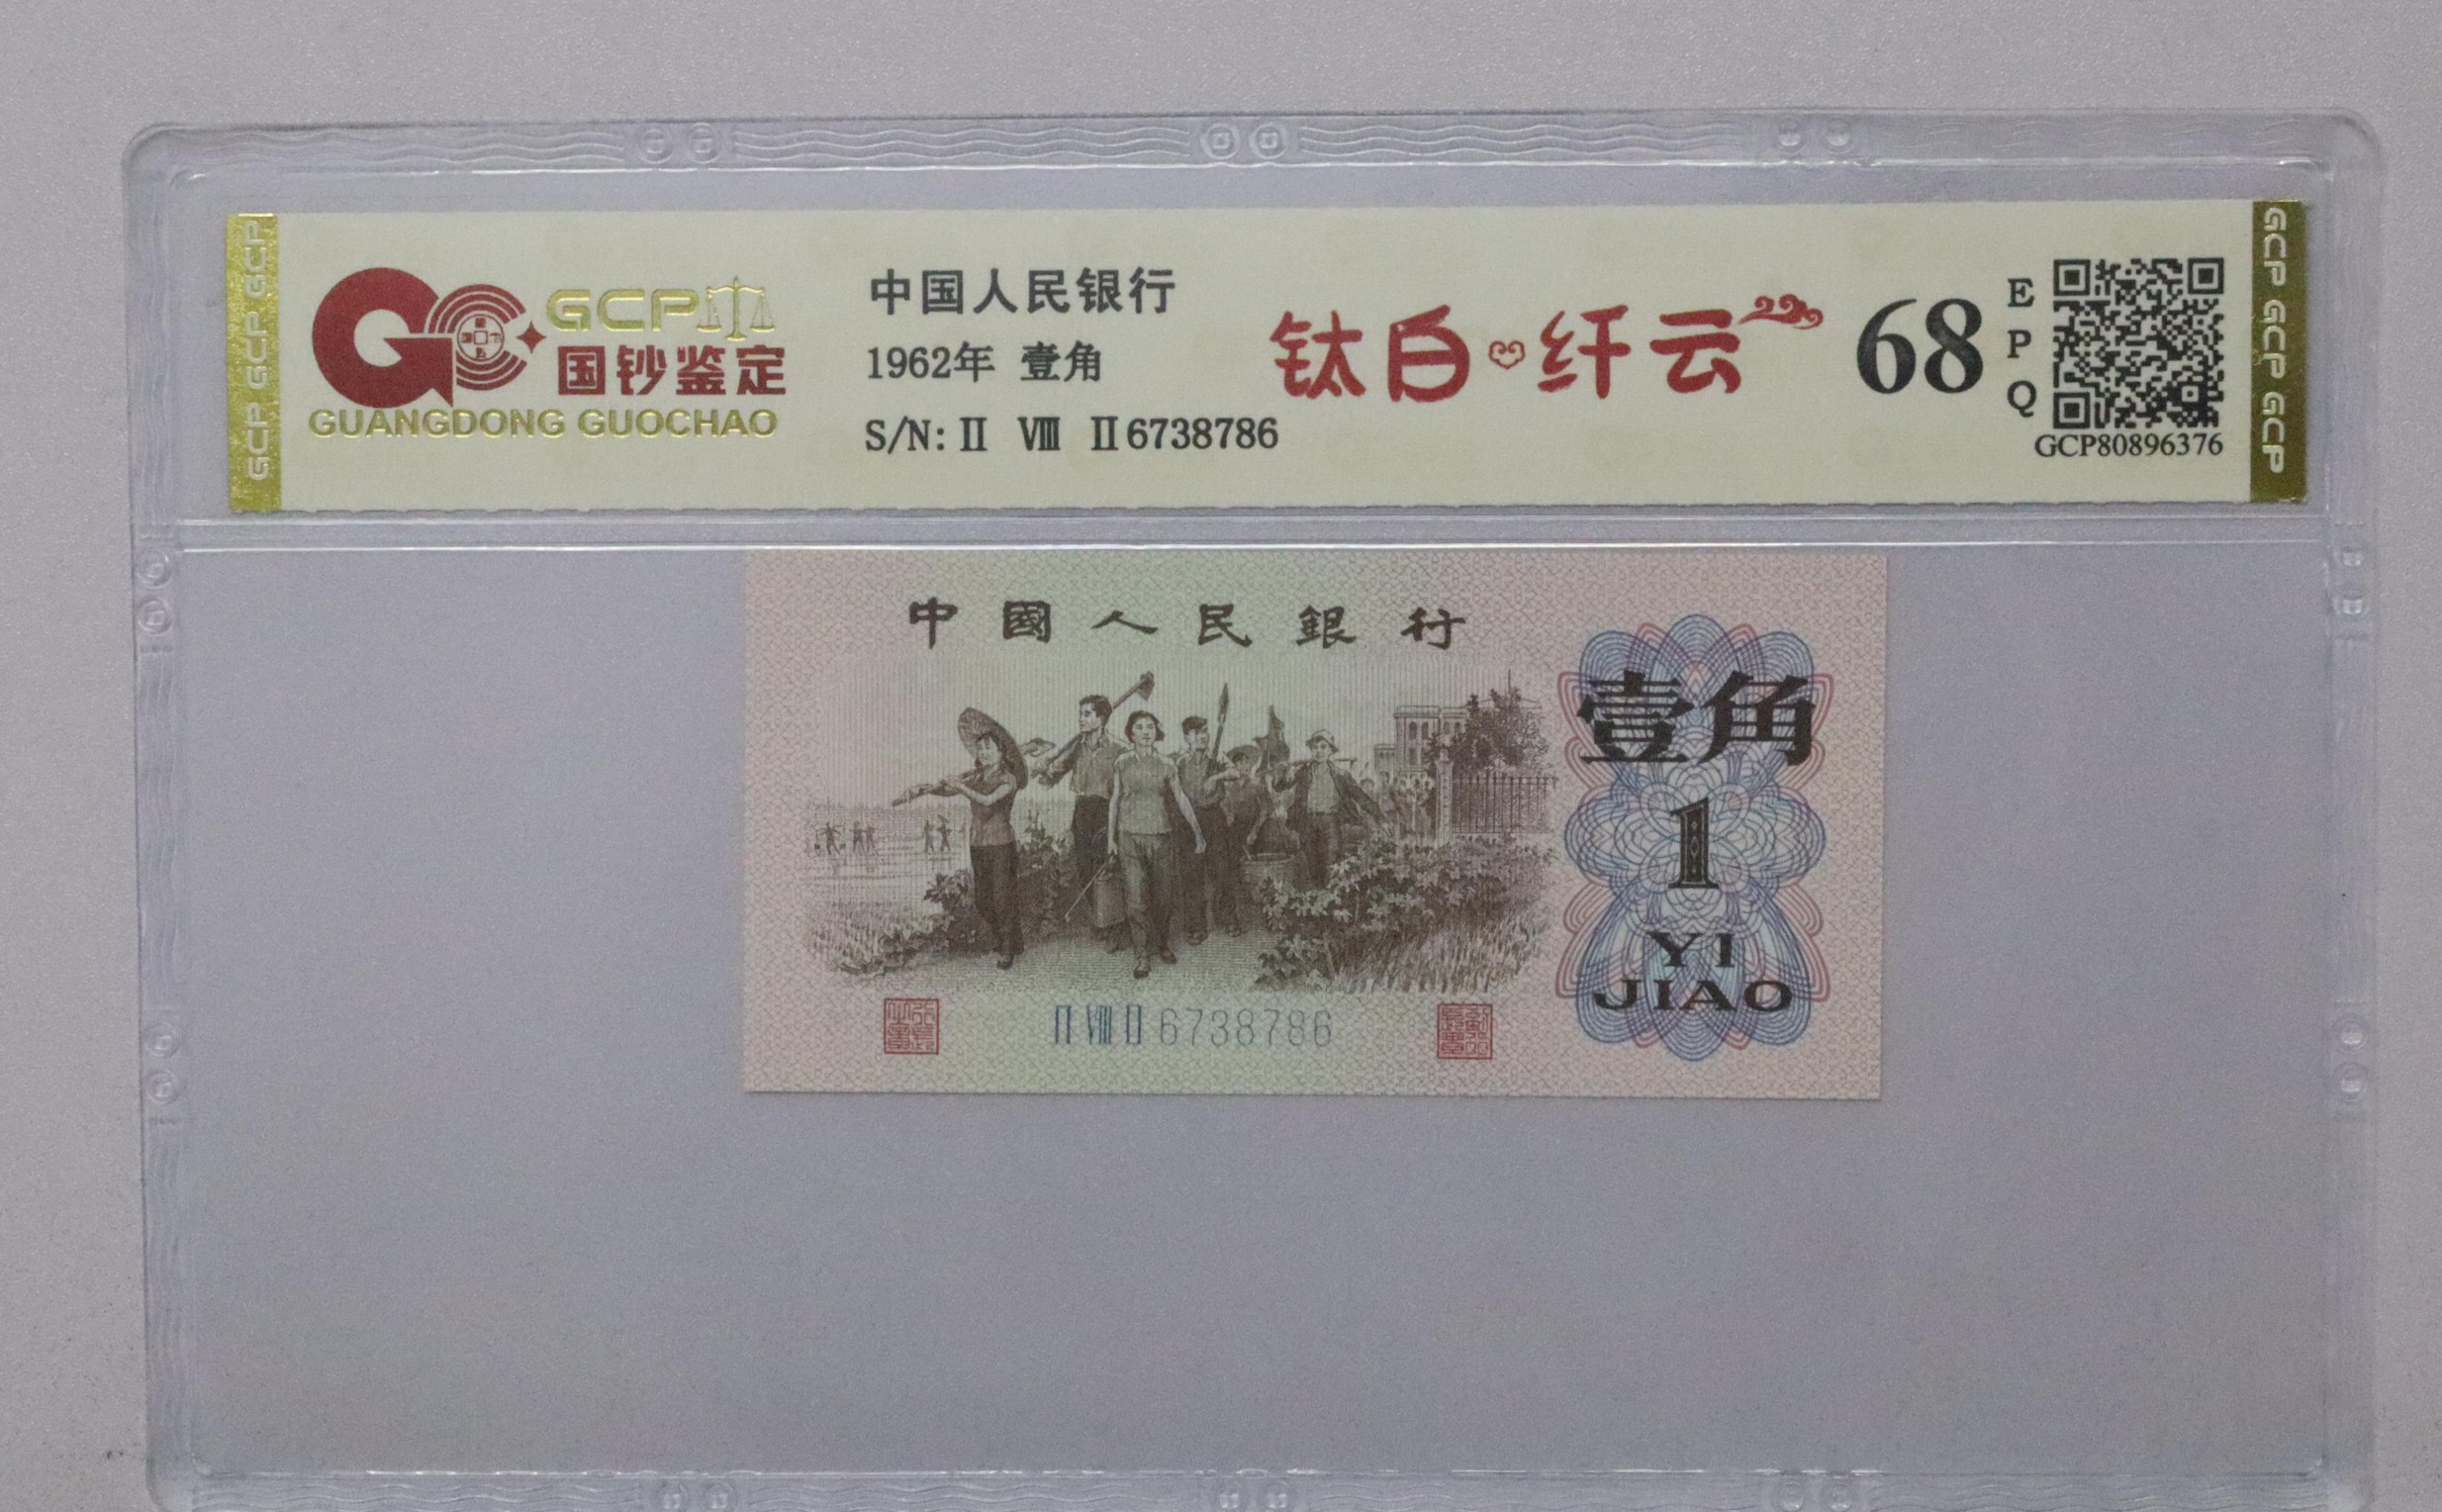 GCP GCP GCP
GCP
国钞鉴定
GUANGDONG GUOCHAO
中国人民银行
1962年 壹角
S/N: II VIII II 6738786
钛白 纤云
68
E
P
Q
GCP80896376
GCP GCP GCP
中國人民銀行
壹角
1
YI
JIAO
II VIII II 6738786